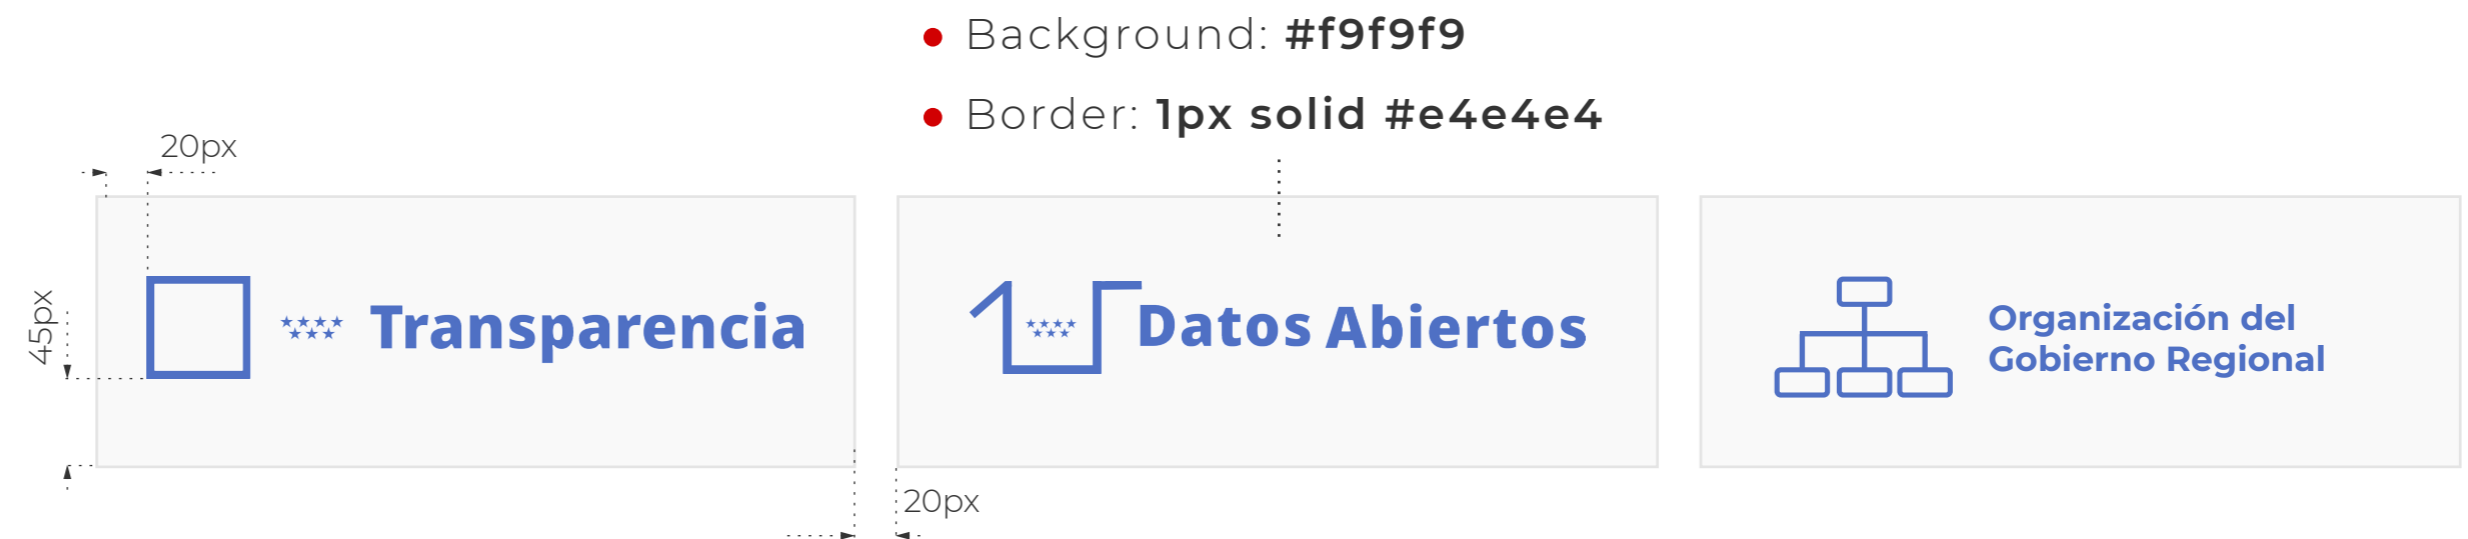 Background: #f9f9f9
Border: 1px solid #e4e4e4
20px
45px
Transparencia
Datos Abiertos
Organización del
Gobierno Regional
20px